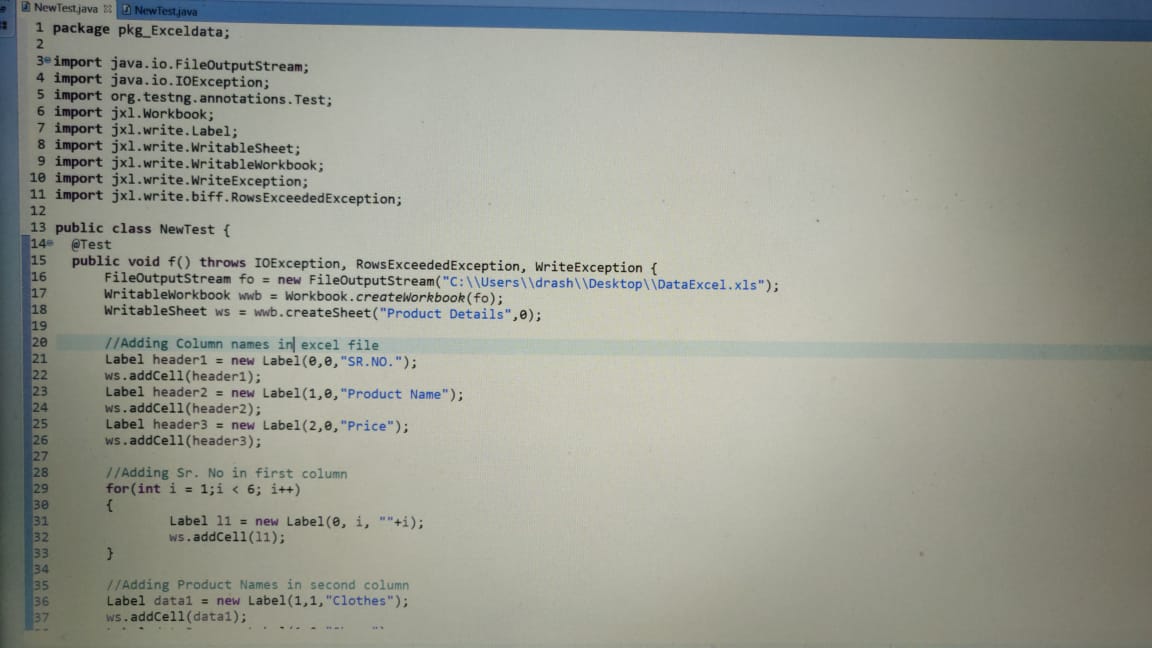 NewTest.java NewTest.java
1 package pkg_Exceldata;
2
3 import java.io.FileOutputStream;
4 import java.io.IOException;
5 import org.testng.annotations.Test;
6 import jxl.Workbook;
7 import jxl.write.Label;
8 import jxl.write.WritableSheet;
9 import jxl.write.WritableWorkbook;
10 import jxl.write.WriteException;
11 import jxl.write.biff.RowsExceededException;
12
13 public class NewTest {
14 @Test
15 public void f() throws IOException, RowsExceededException, WriteException {
16 FileOutputStream fo = new FileOutputStream("C:\\Users\\drash\\Desktop\\DataExcel.xls");
17 WritableWorkbook wwb = Workbook.createWorkbook(fo);
18 WritableSheet ws = wwb.createSheet("Product Details",0);
19
20 //Adding Column names in excel file
21 Label header1 = new Label(0,0,"SR.NO.");
22 ws.addCell(header1);
23 Label header2 = new Label(1,0,"Product Name");
24 ws.addCell(header2);
25 Label header3 = new Label(2,0,"Price");
26 ws.addCell(header3);
27
28 //Adding Sr. No in first column
29 for(int i = 1;i < 6; i++)
30 {
31 Label l1 = new Label(0, i, ""+i);
32 ws.addCell(l1);
33 }
34
35 //Adding Product Names in second column
36 Label data1 = new Label(1,1,"Clothes");
37 ws.addCell(data1);